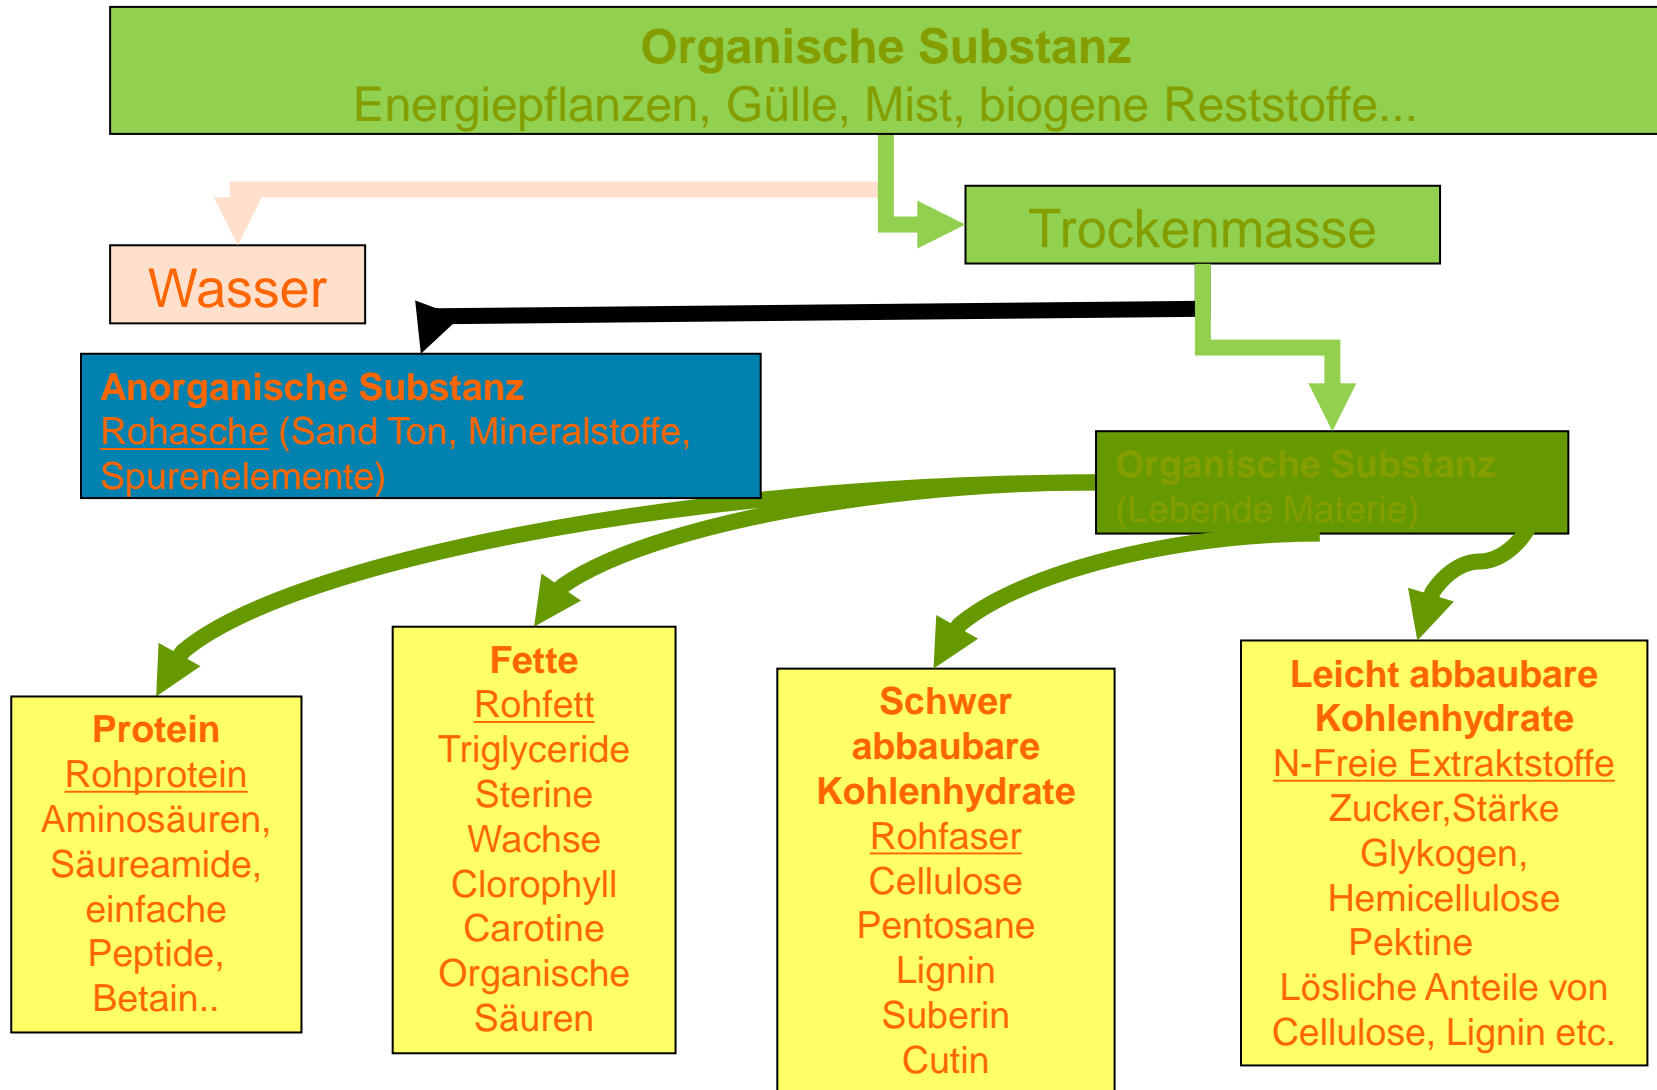 Organische Substanz
Energiepflanzen, Gülle, Mist, biogene Reststoffe...
Trockenmasse
Wasser
Anorganische Substanz
Rohasche (Sand Ton, Mineralstoffe,
Spurenelemente)
Organische Substanz
(Lebende Materie)
Protein
Rohprotein
Aminosäuren,
Säureamide,
einfache
Peptide,
Betain..
Fette
Rohfett
Triglyceride
Sterine
Wachse
Clorophyll
Carotine
Organische
Säuren
Schwer
abbaubare
Kohlenhydrate
Rohfaser
Cellulose
Pentosane
Lignin
Suberin
Cutin
Leicht abbaubare
Kohlenhydrate
N-Freie Extraktstoffe
Zucker,Stärke
Glykogen,
Hemicellulose
Pektine
Lösliche Anteile von
Cellulose, Lignin etc.